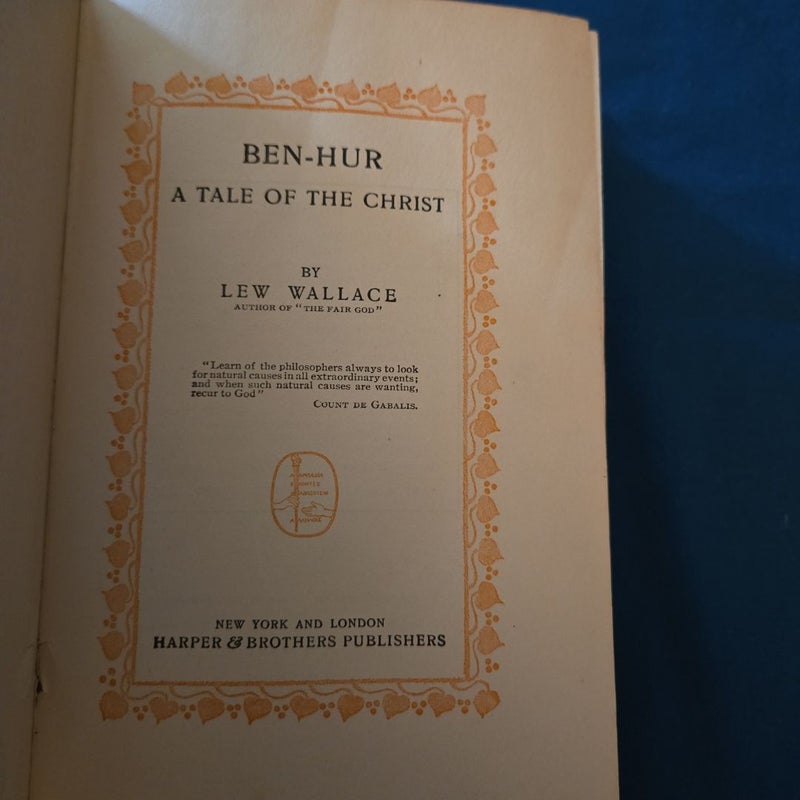 BEN-HUR
A TALE OF THE CHRIST
BY
LEW WALLACE
AUTHOR OF "THE FAIR GOD"
"Learn of the philosophers always to look
for natural causes in all extraordinary events;
and when such natural causes are wanting,
recur to God"
COUNT DE GABALIS.
NEW YORK AND LONDON
HARPER & BROTHERS PUBLISHERS